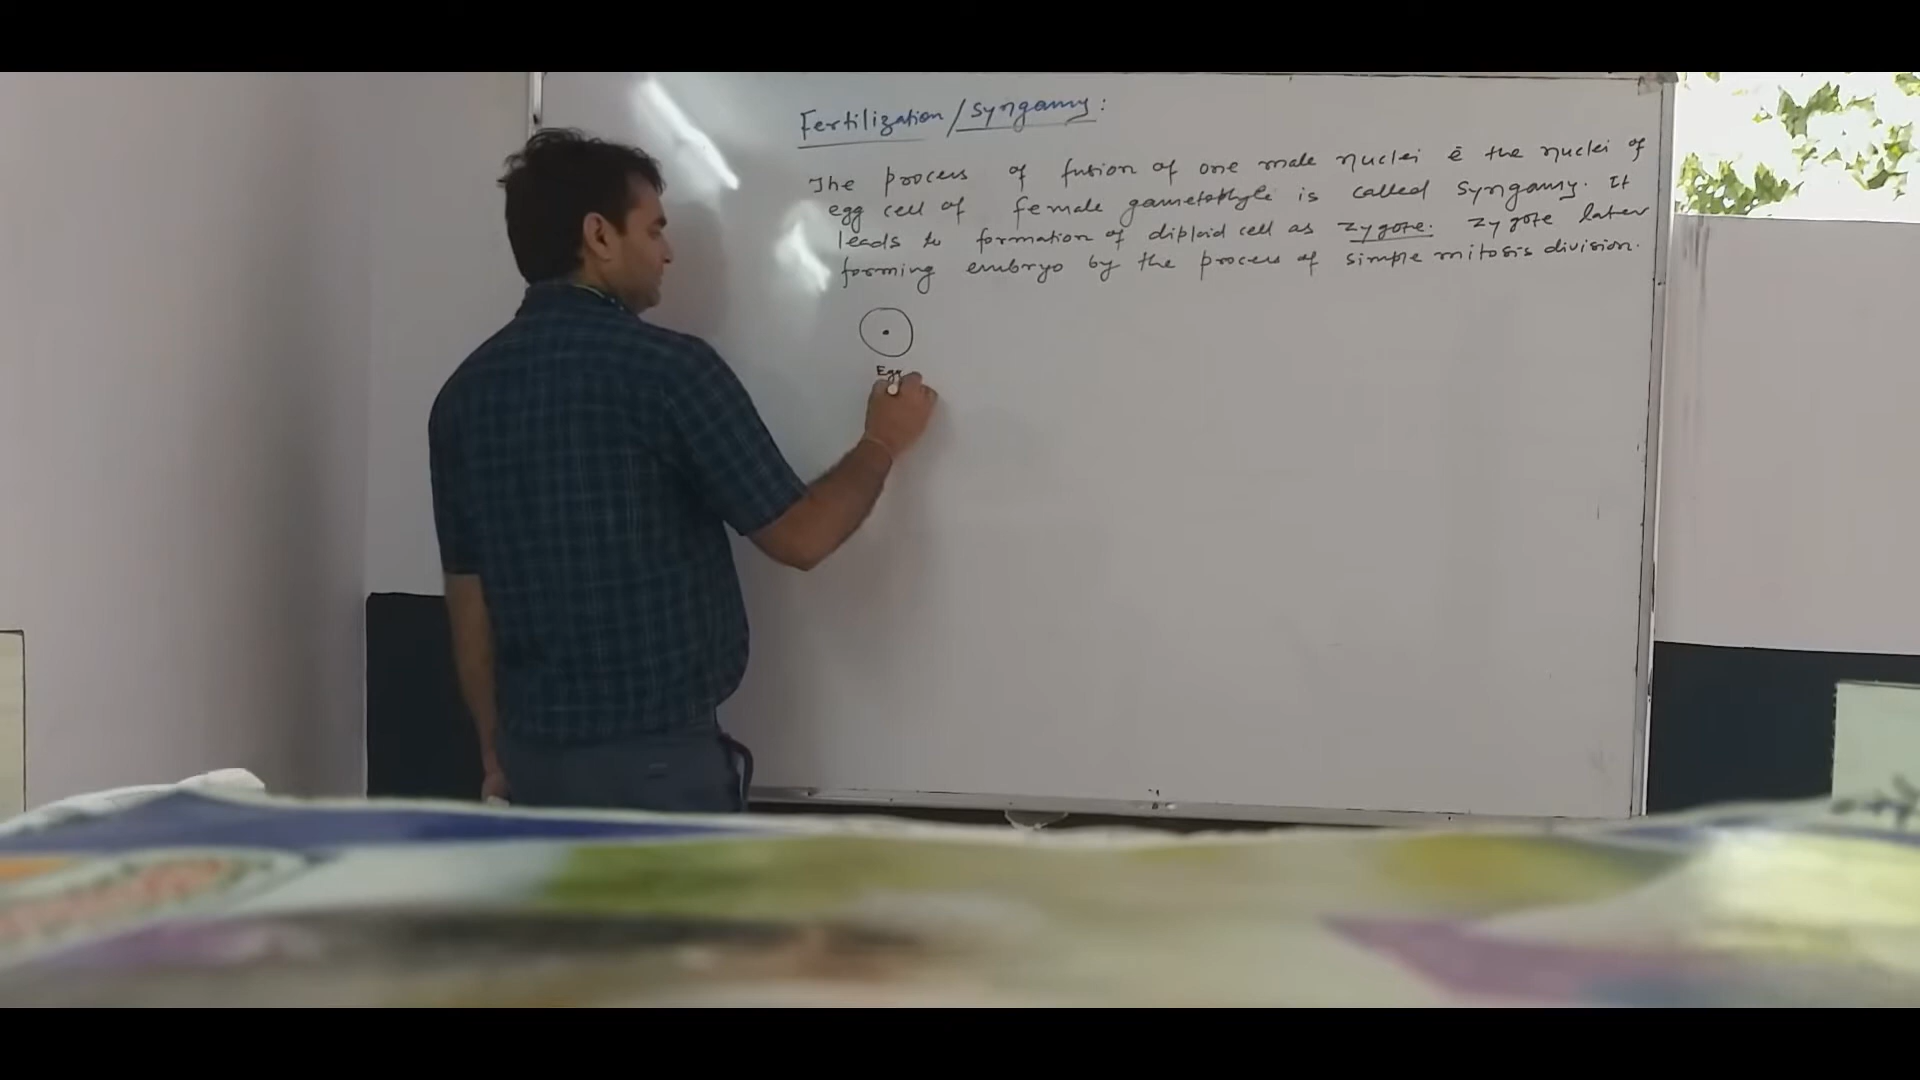 Fertilization / Syngamy :
The process of fusion of one male nuclei c̄ the nuclei of
egg cell of female gametophyte is called Syngamy. It
leads to formation of diploid cell as zygote. Zygote later
forming embryo by the process of simple mitosis division.
Egg